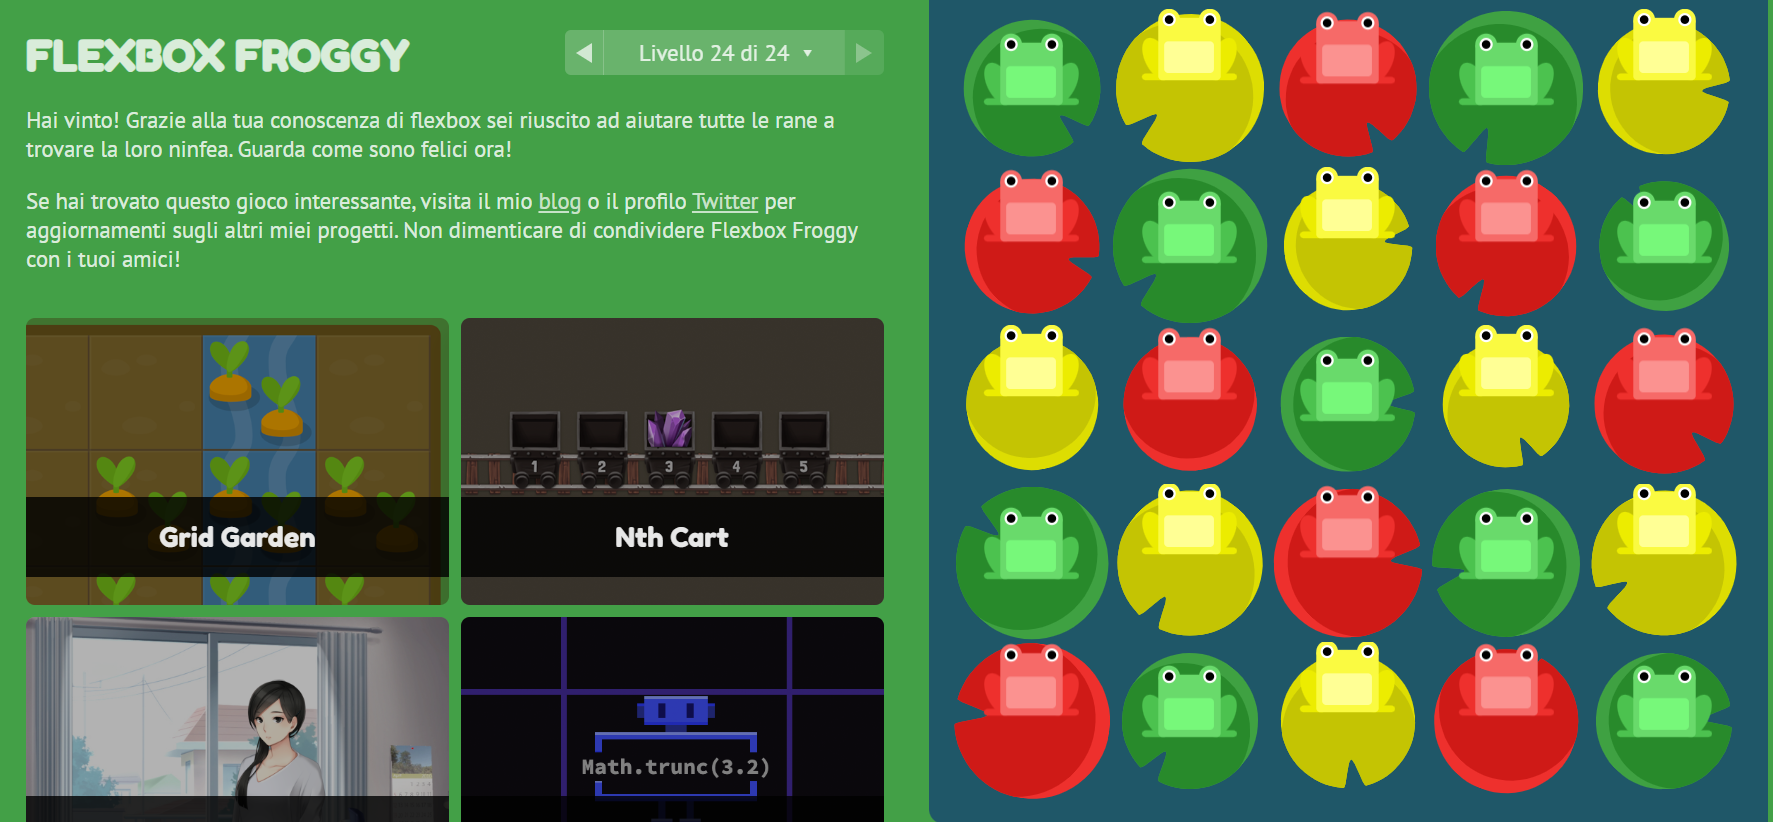 FLEXBOX FROGGY
Livello 24 di 24
Hai vinto! Grazie alla tua conoscenza di flexbox sei riuscito ad aiutare tutte le rane a
trovare la loro ninfea. Guarda come sono felici ora!
Se hai trovato questo gioco interessante, visita il mio blog o il profilo Twitter per
aggiornamenti sugli altri miei progetti. Non dimenticare di condividere Flexbox Froggy
con i tuoi amici!
Grid Garden
1 2 3 4 5
Nth Cart
Math.trunc(3.2)